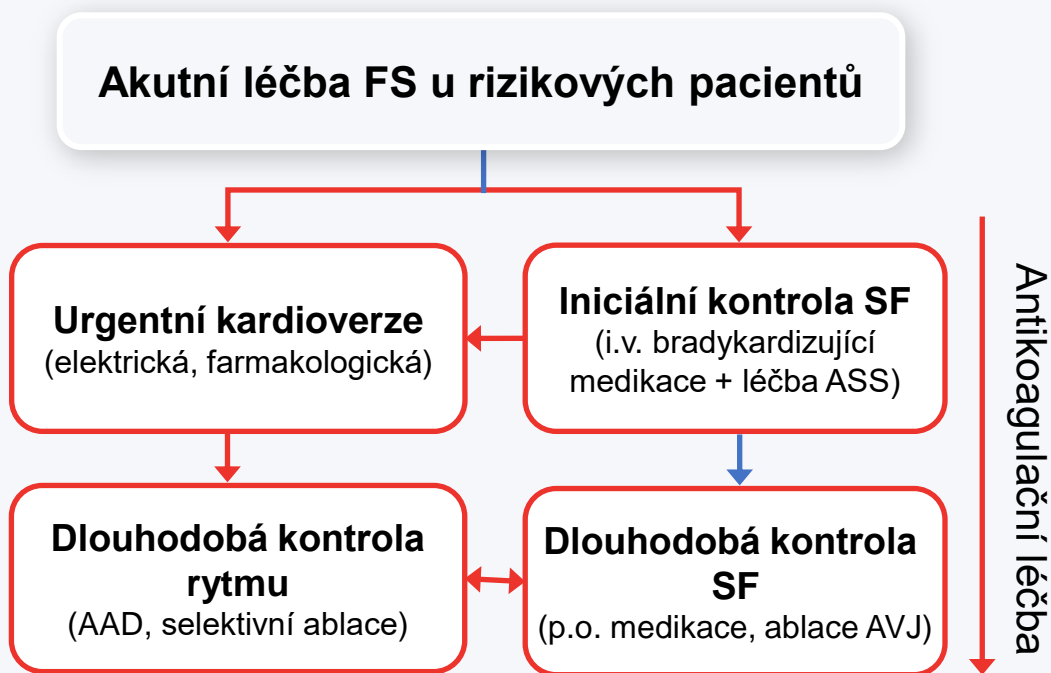 Akutní léčba FS u rizikových pacientů
Urgentní kardioverze
(elektrická, farmakologická)
Iniciální kontrola SF
(i.v. bradykardizující
medikace + léčba ASS)
Dlouhodobá kontrola
rytmu
(AAD, selektivní ablace)
Dlouhodobá kontrola
SF
(p.o. medikace, ablace AVJ)
Antikoagulační léčba